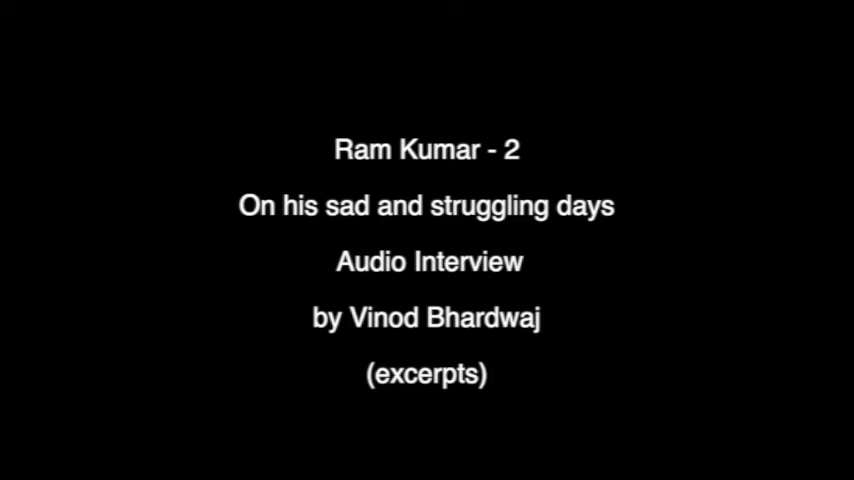 Ram Kumar - 2
On his sad and struggling days
Audio Interview
by Vinod Bhardwaj
(excerpts)